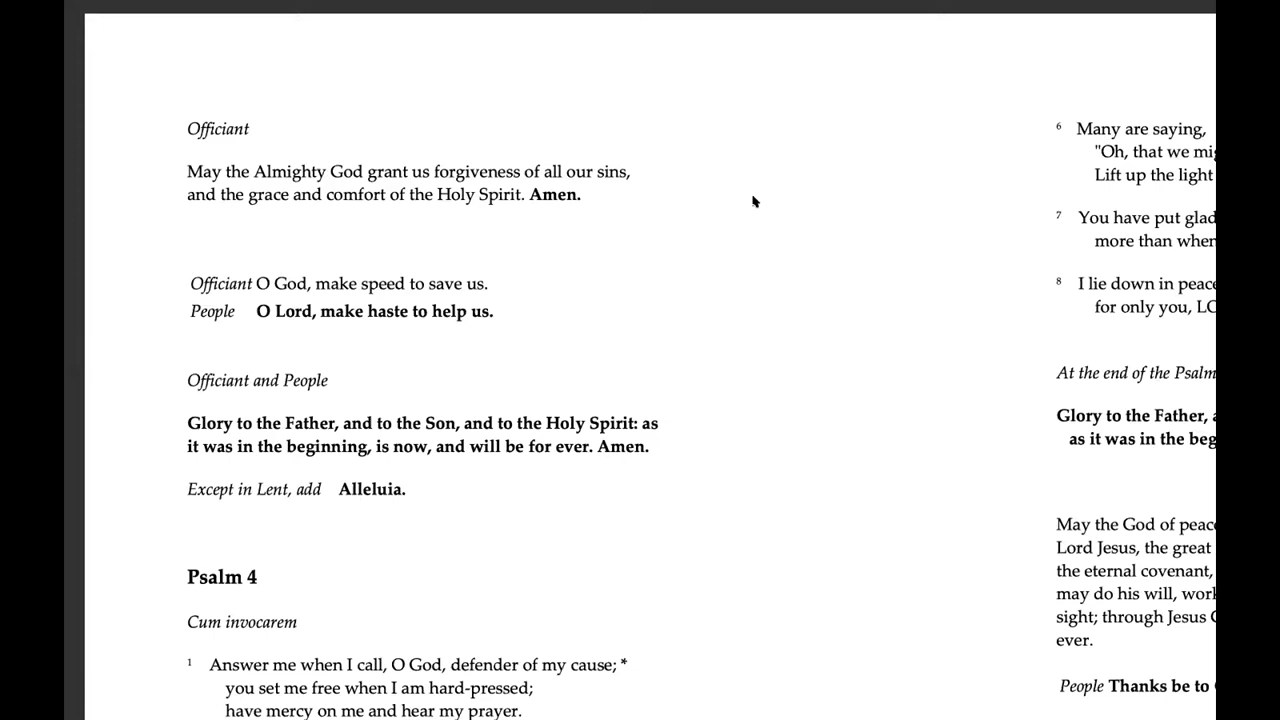 Officiant
May the Almighty God grant us forgiveness of all our sins,
and the grace and comfort of the Holy Spirit. Amen.
Officiant O God, make speed to save us.
People O Lord, make haste to help us.
Officiant and People
Glory to the Father, and to the Son, and to the Holy Spirit: as
it was in the beginning, is now, and will be for ever. Amen.
Except in Lent, add Alleluia.
Psalm 4
Cum invocarem
1 Answer me when I call, O God, defender of my cause; *
you set me free when I am hard-pressed;
have mercy on me and hear my prayer.
6 Many are saying,
"Oh, that we
Lift up the light
7 You have put
more than when
8 I lie down in
for only you,
At the end of the
Glory to the Father,
as it was in the
May the God of
Lord Jesus, the great
the eternal covenant,
may do his will,
sight; through Jesus
ever.
People Thanks be to